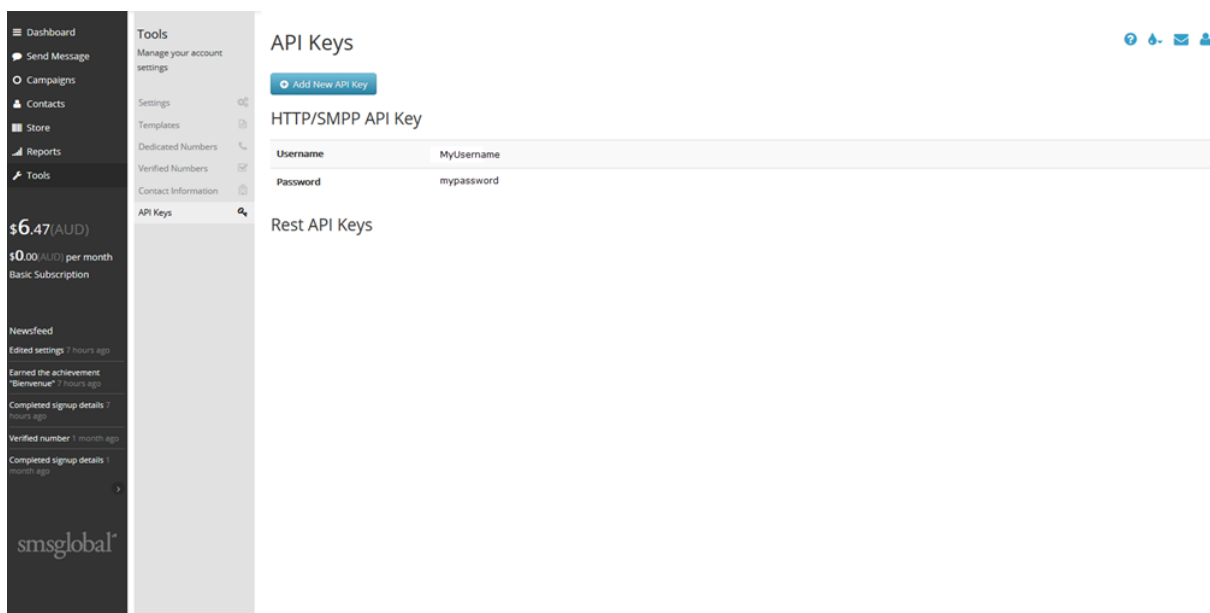 Dashboard
Send Message
Campaigns
Contacts
Store
Reports
Tools
$6.47(AUD)
$0.00(AUD) per month
Basic Subscription
Newsfeed
Edited settings 7 hours ago
Earned the achievement
"Bienvenue" 7 hours ago
Completed signup details 7
hours ago
Verified number 1 month ago
Completed signup details 1
month ago
smsglobal
Tools
Manage your account
settings
Settings
Templates
Dedicated Numbers
Verified Numbers
Contact Information
API Keys
API Keys
Add New API Key
HTTP/SMPP API Key
Username MyUsername
Password mypassword
Rest API Keys